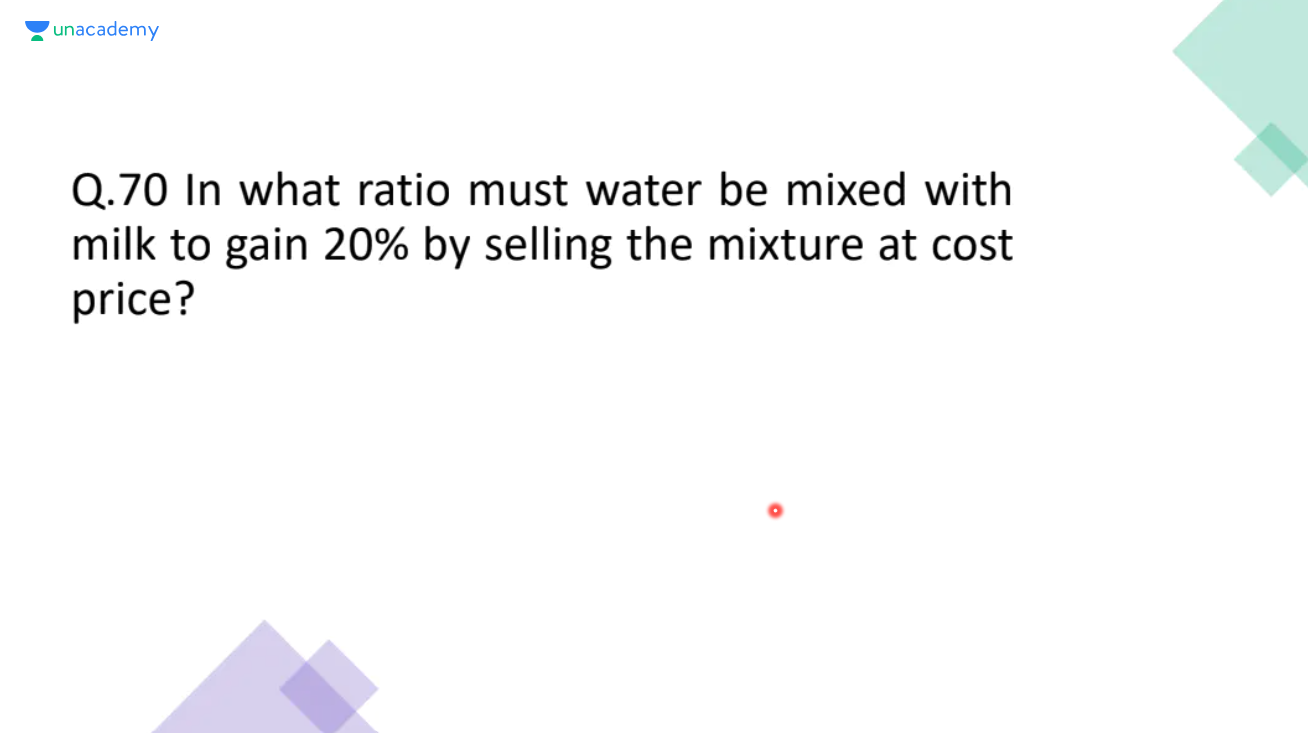 unacademy
Q.70 In what ratio must water be mixed with
milk to gain 20% by selling the mixture at cost
price?